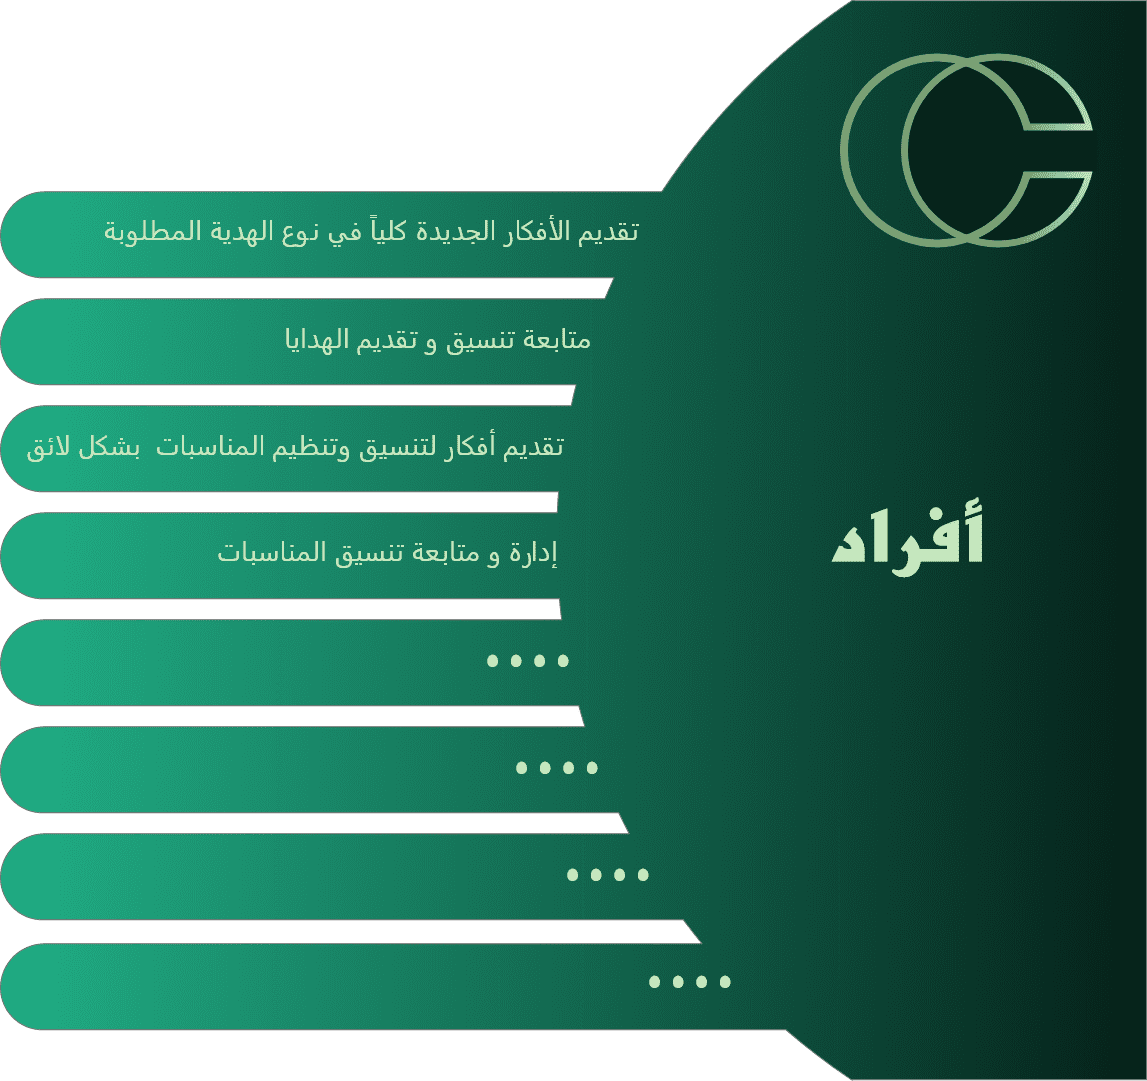 تقديم الأفكار الجديدة كلياً في نوع الهدية المطلوبة
متابعة تنسيق و تقديم الهدايا
تقديم أفكار لتنسيق وتنظيم المناسبات  بشكل لائق
أفراد
إدارة و متابعة تنسيق المناسبات
....
....
....
....